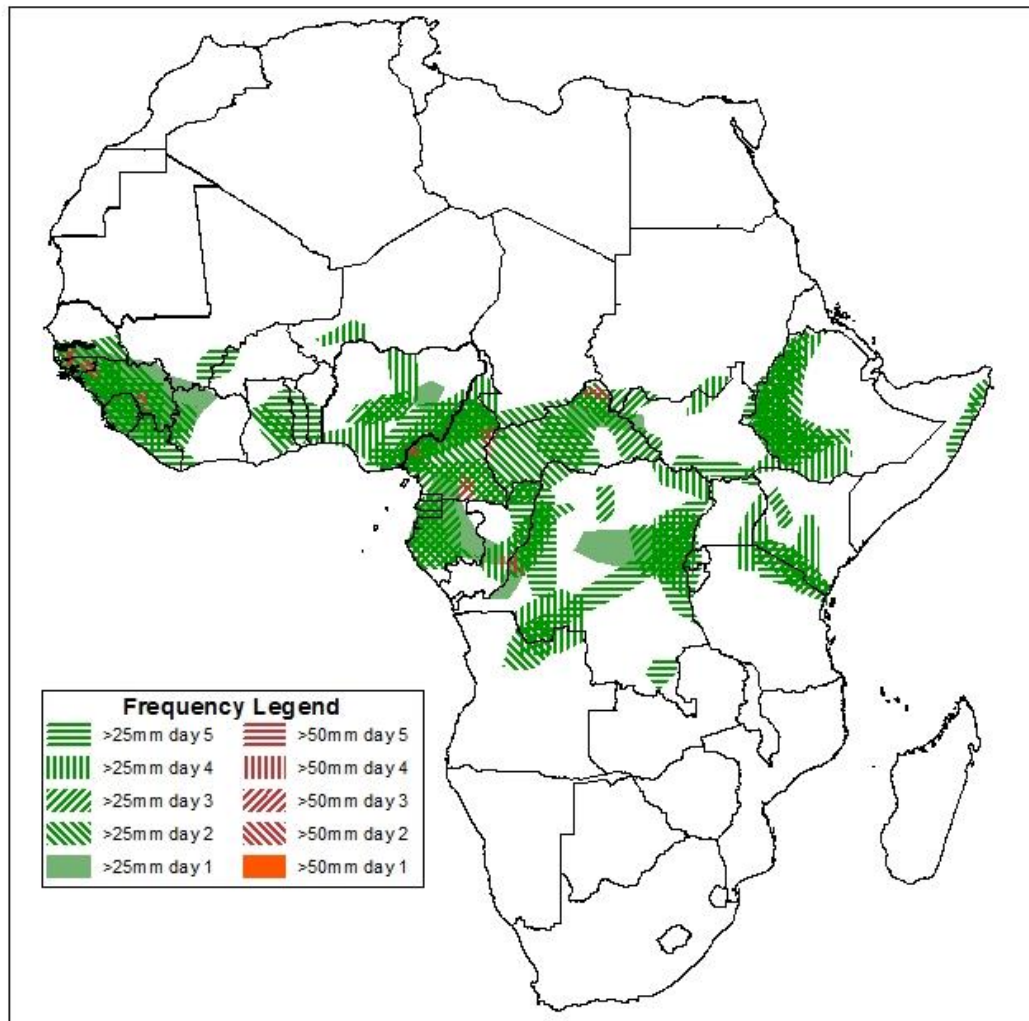 Frequency Legend
>25mm day 5 >50mm day 5
>25mm day 4 >50mm day 4
>25mm day 3 >50mm day 3
>25mm day 2 >50mm day 2
>25mm day 1 >50mm day 1